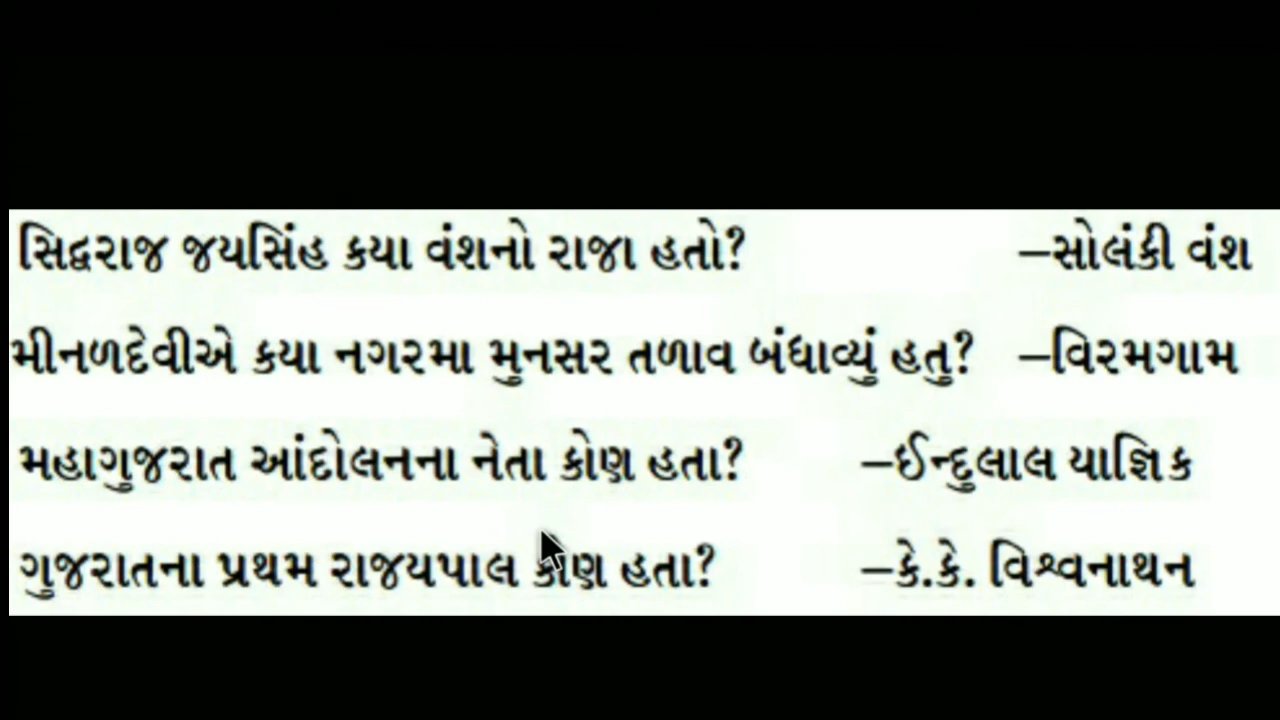 સિદ્વરાજ જયસિંહ કયા વંશનો રાજા હતો? –સોલંકી વંશ
મીનળદેવીએ કયા નગરમા મુનસર તળાવ બંધાવ્યું હતુ? –વિરમગામ
મહાગુજરાત આંદોલનના નેતા કોણ હતા? –ઈન્દુલાલ યાજ્ઞિક
ગુજરાતના પ્રથમ રાજયપાલ કોણ હતા? –કે.કે. વિશ્વનાથન